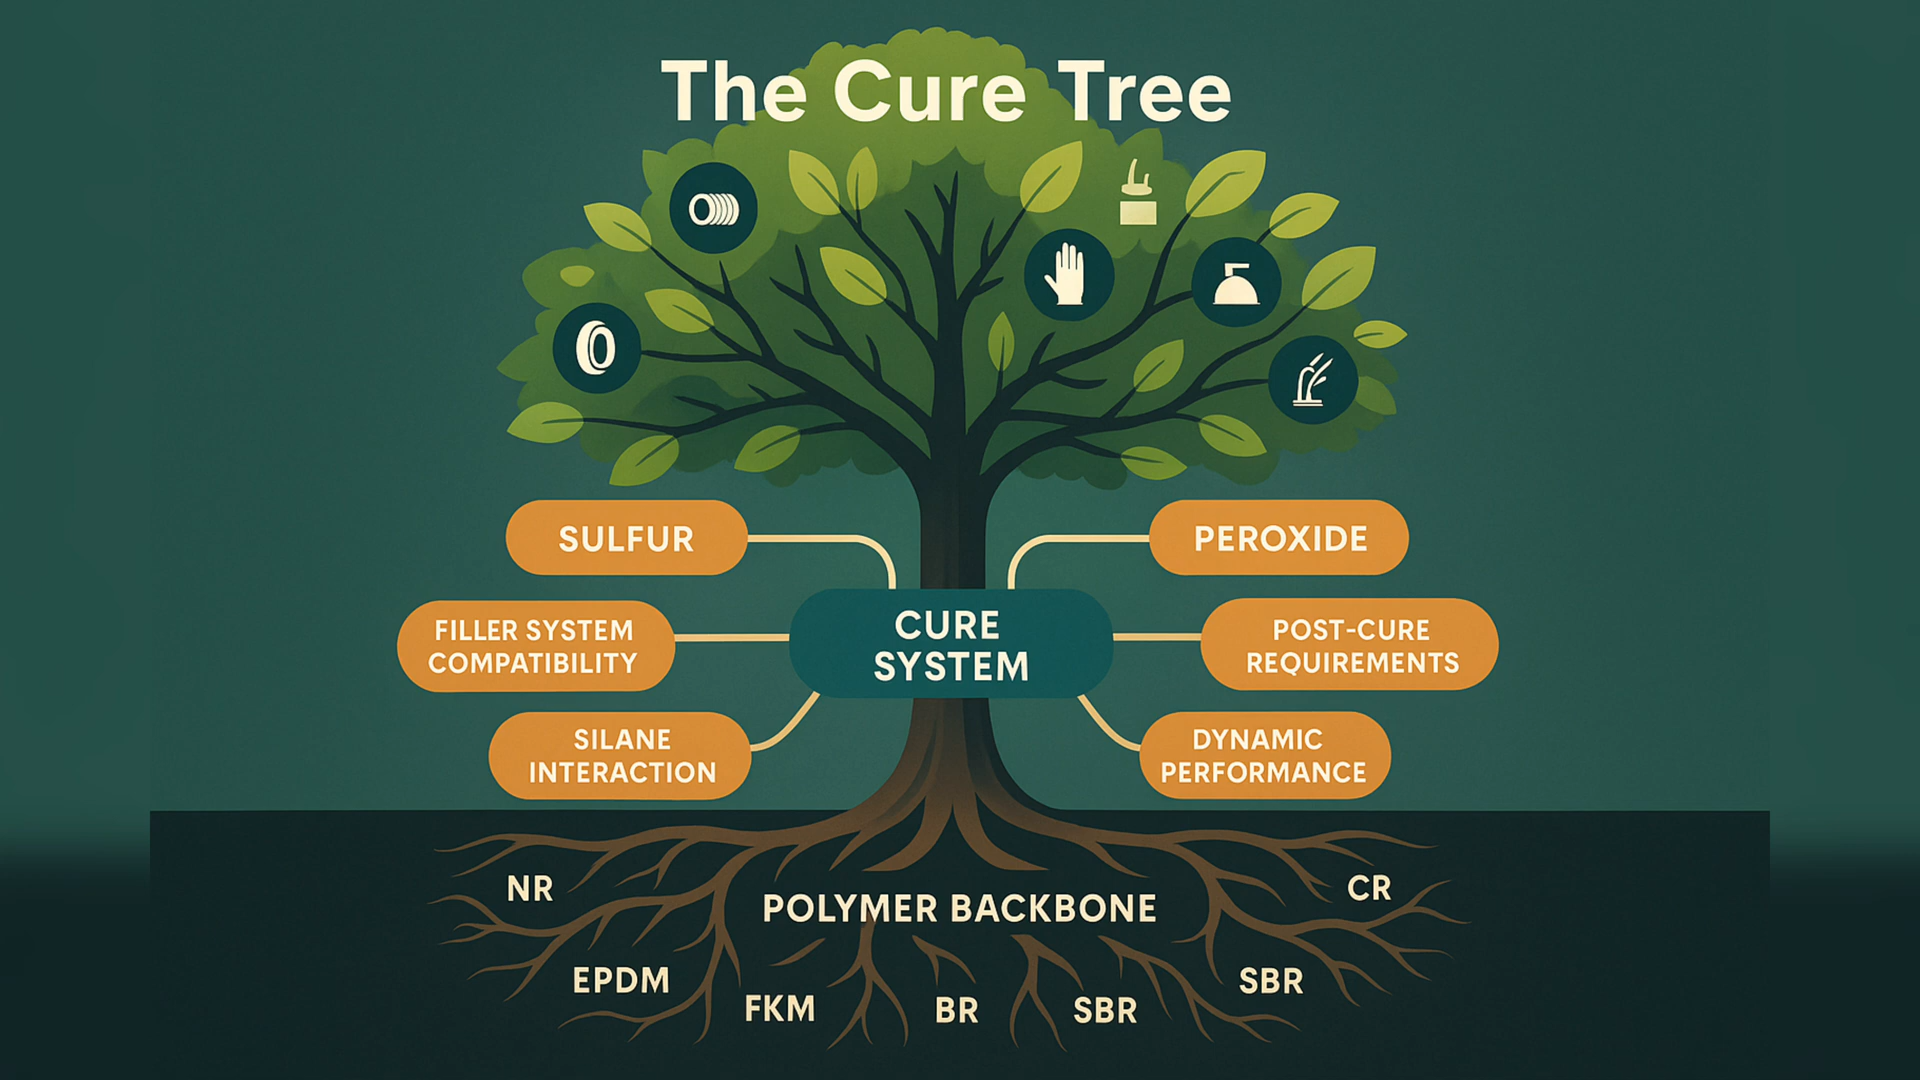 The Cure Tree
SULFUR
PEROXIDE
CURE
SYSTEM
FILLER SYSTEM
COMPATIBILITY
POST-CURE
REQUIREMENTS
SILANE
INTERACTION
DYNAMIC
PERFORMANCE
NR
CR
POLYMER BACKBONE
EPDM
SBR
FKM
BR
SBR